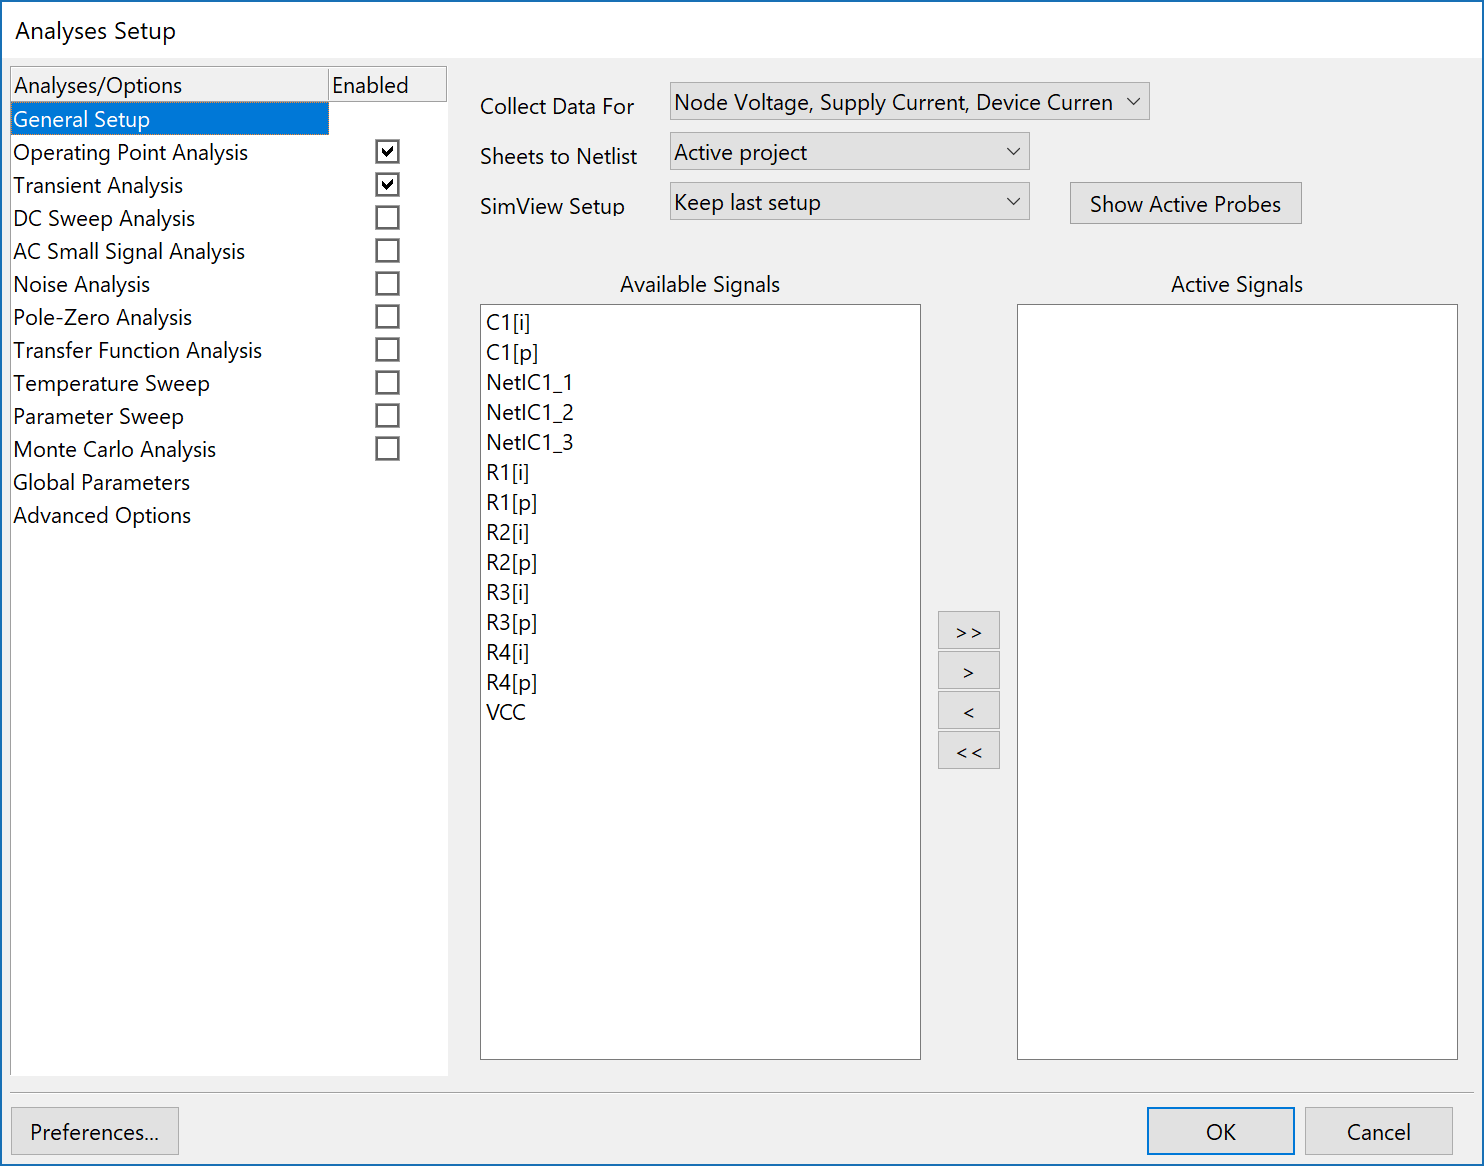 Analyses Setup
Analyses/Options Enabled
General Setup
Operating Point Analysis
Transient Analysis
DC Sweep Analysis
AC Small Signal Analysis
Noise Analysis
Pole-Zero Analysis
Transfer Function Analysis
Temperature Sweep
Parameter Sweep
Monte Carlo Analysis
Global Parameters
Advanced Options
Collect Data For Node Voltage, Supply Current, Device Curren
Sheets to Netlist Active project
SimView Setup Keep last setup Show Active Probes
Available Signals
C1[i]
C1[p]
NetIC1_1
NetIC1_2
NetIC1_3
R1[i]
R1[p]
R2[i]
R2[p]
R3[i]
R3[p]
R4[i]
R4[p]
VCC
>>
>
<
<<
Active Signals
Preferences...
OK
Cancel